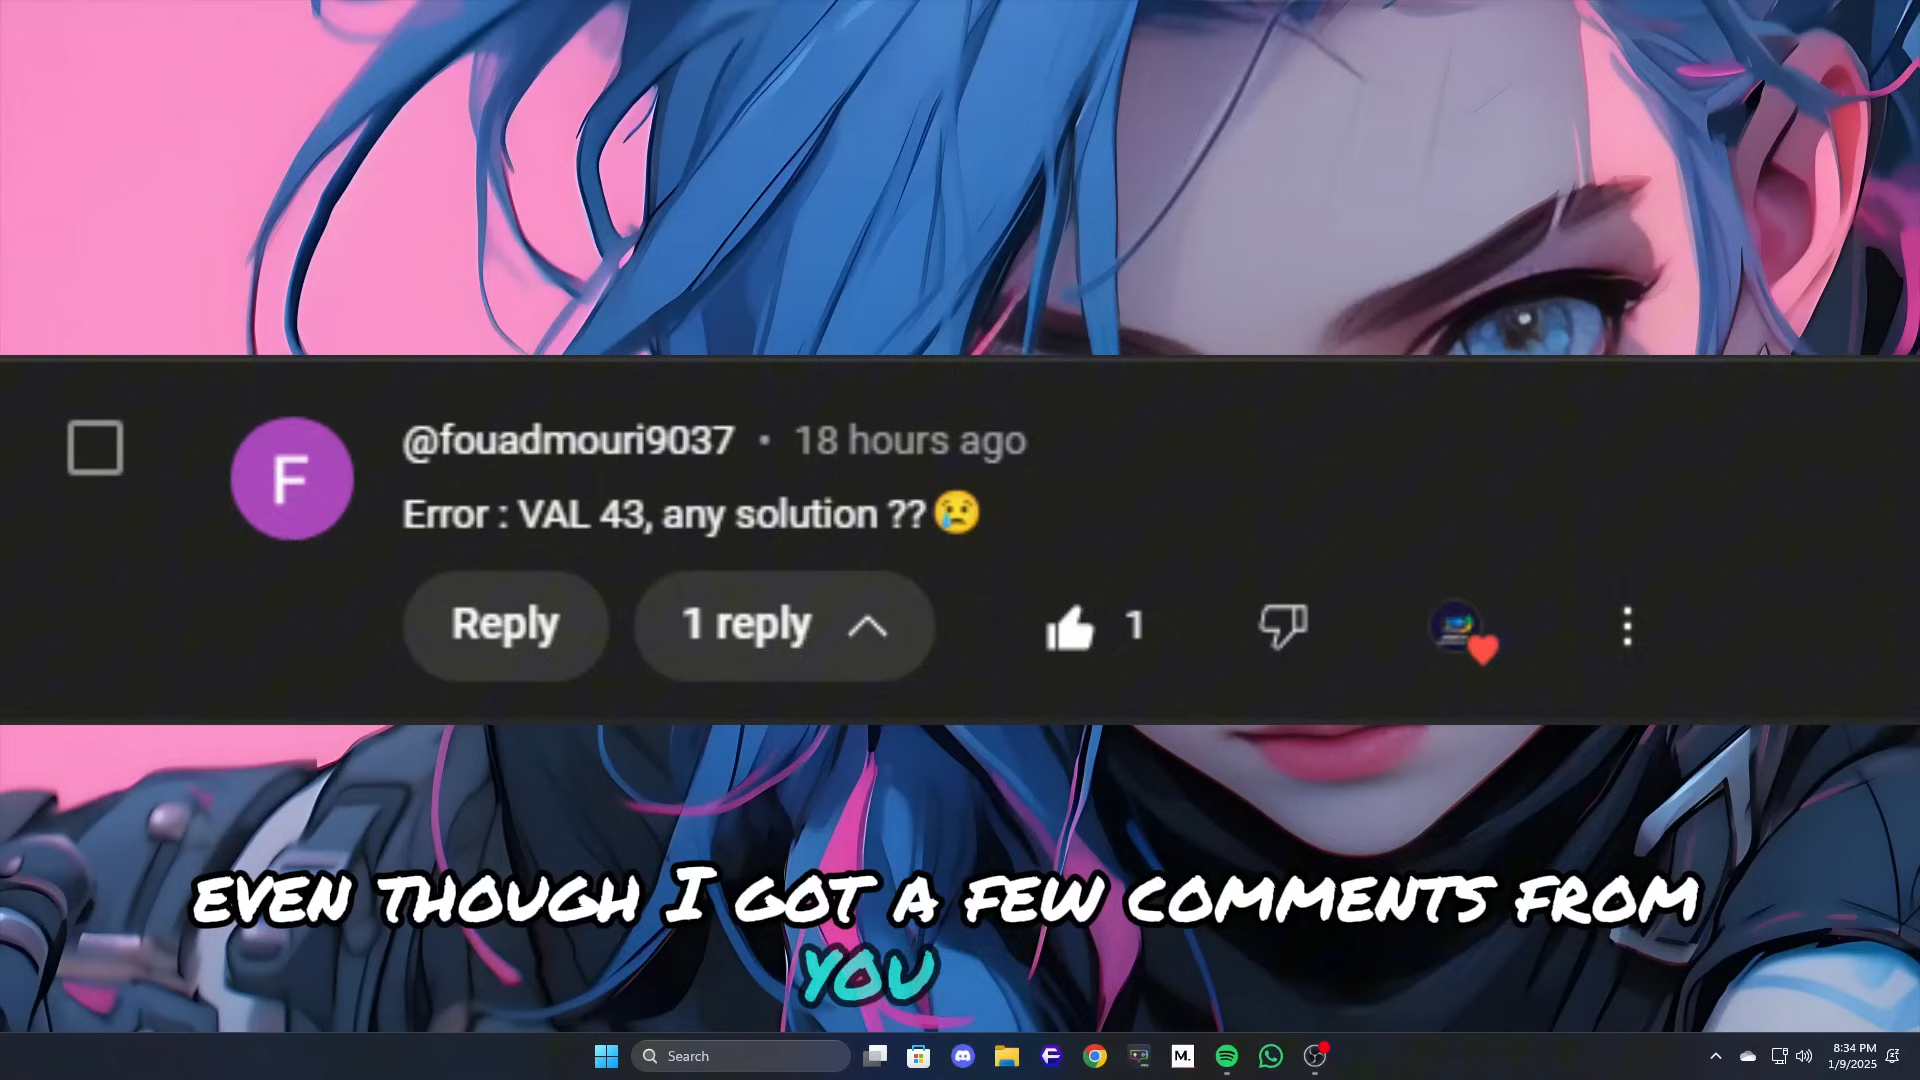 F
@fouadmouri9037 • 18 hours ago
Error : VAL 43, any solution ??😢
Reply
1 reply
1
EVEN THOUGH I GOT A FEW COMMENTS FROM
YOU
Search
M.
8:34 PM
1/9/2025